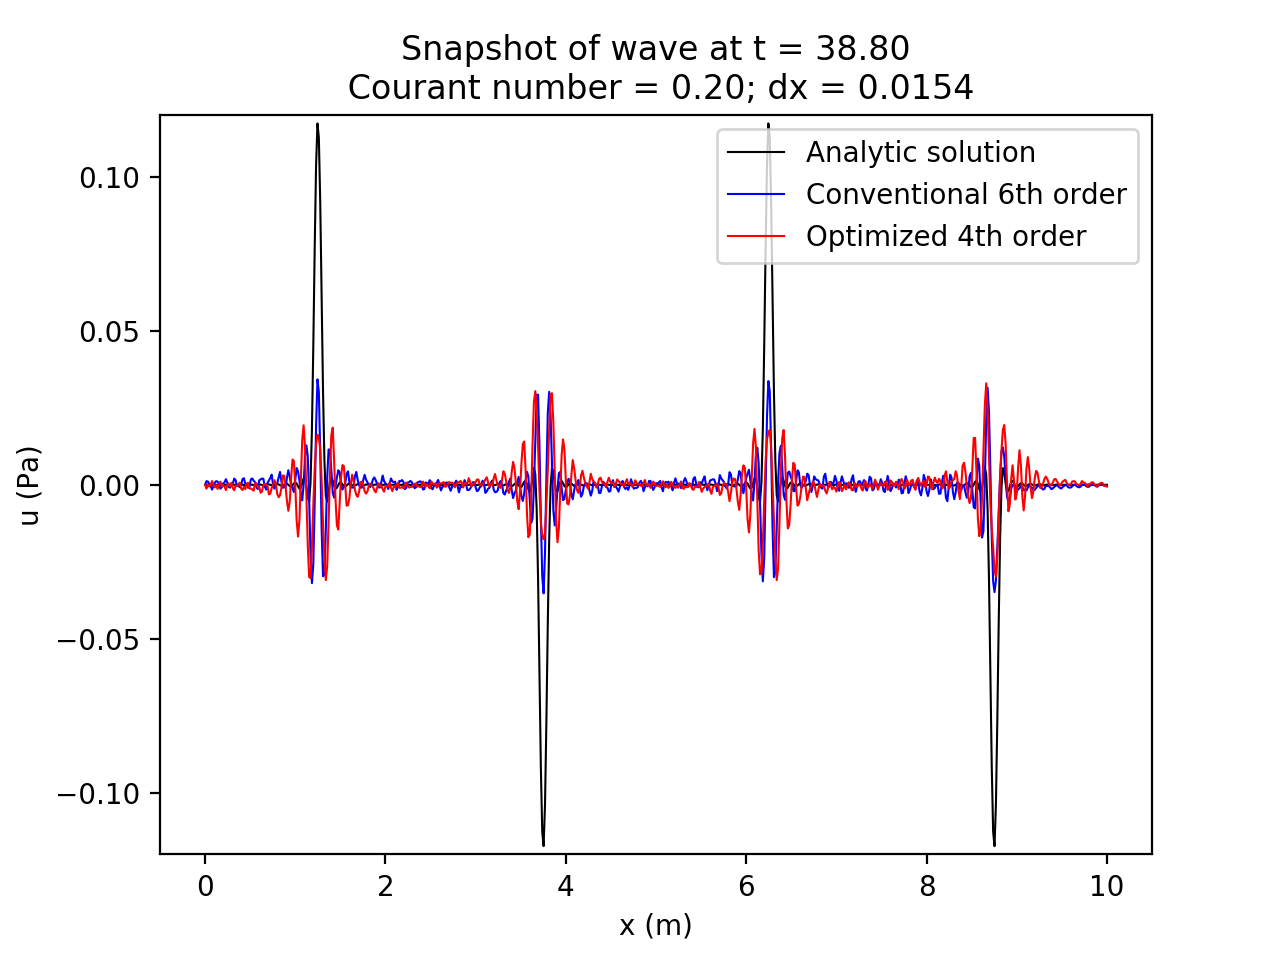 Snapshot of wave at t = 38.80
Courant number = 0.20; dx = 0.0154
Analytic solution
Conventional 6th order
Optimized 4th order
0.10
0.05
0.00
−0.05
−0.10
u (Pa)
0 2 4 6 8 10
x (m)